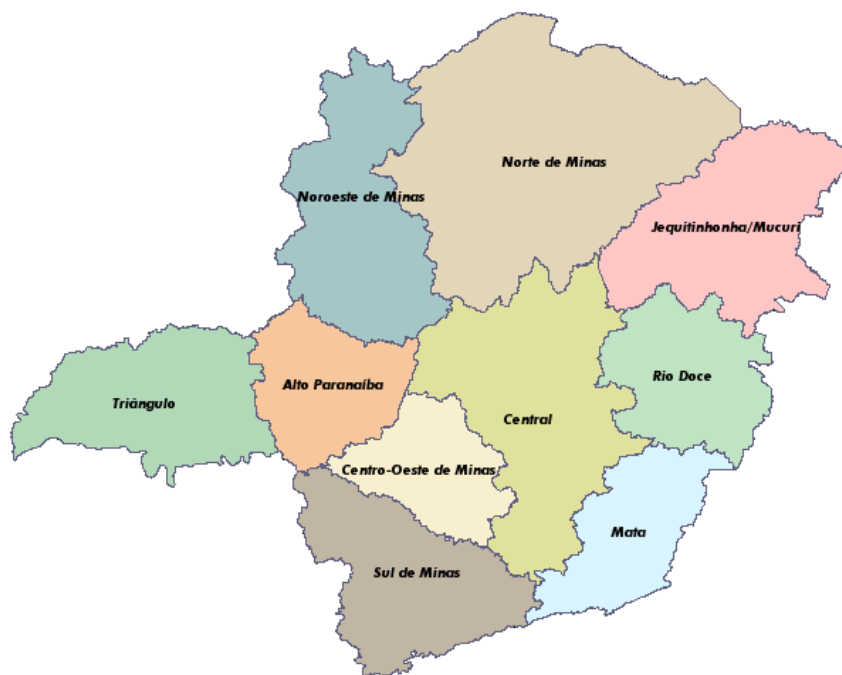 Norte de Minas
Noroeste de Minas
Jequitinhonha/Mucuri
Rio Doce
Alto Paranaíba
Triângulo
Central
Centro-Oeste de Minas
Mata
Sul de Minas